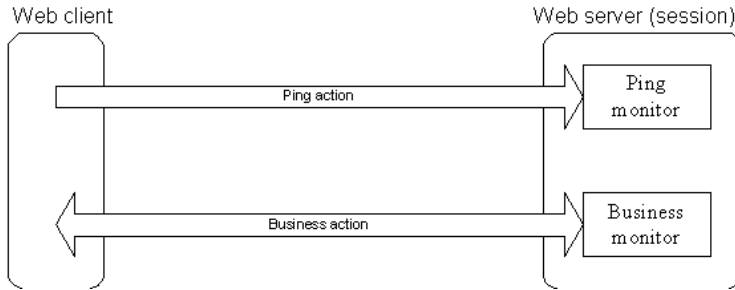 Web client
Web server (session)
Ping action
Ping
monitor
Business action
Business
monitor